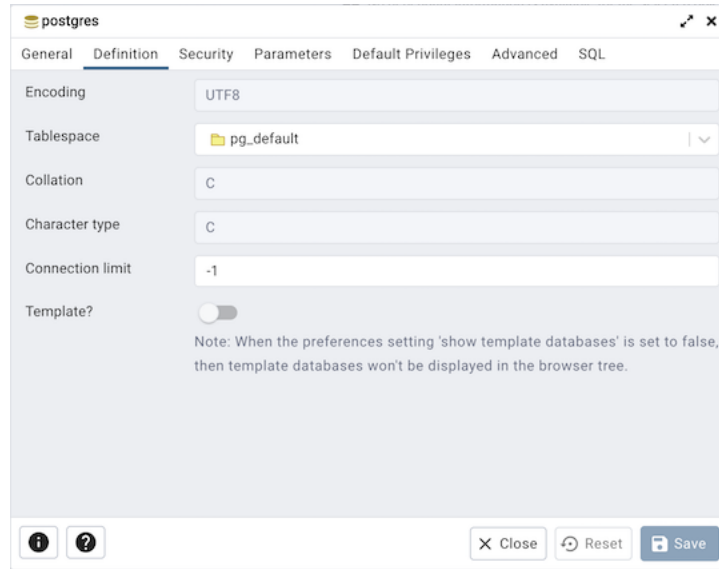 postgres
General Definition Security Parameters Default Privileges Advanced SQL
Encoding UTF8
Tablespace pg_default
Collation C
Character type C
Connection limit -1
Template?
Note: When the preferences setting 'show template databases' is set to false,
then template databases won't be displayed in the browser tree.
Close Reset Save